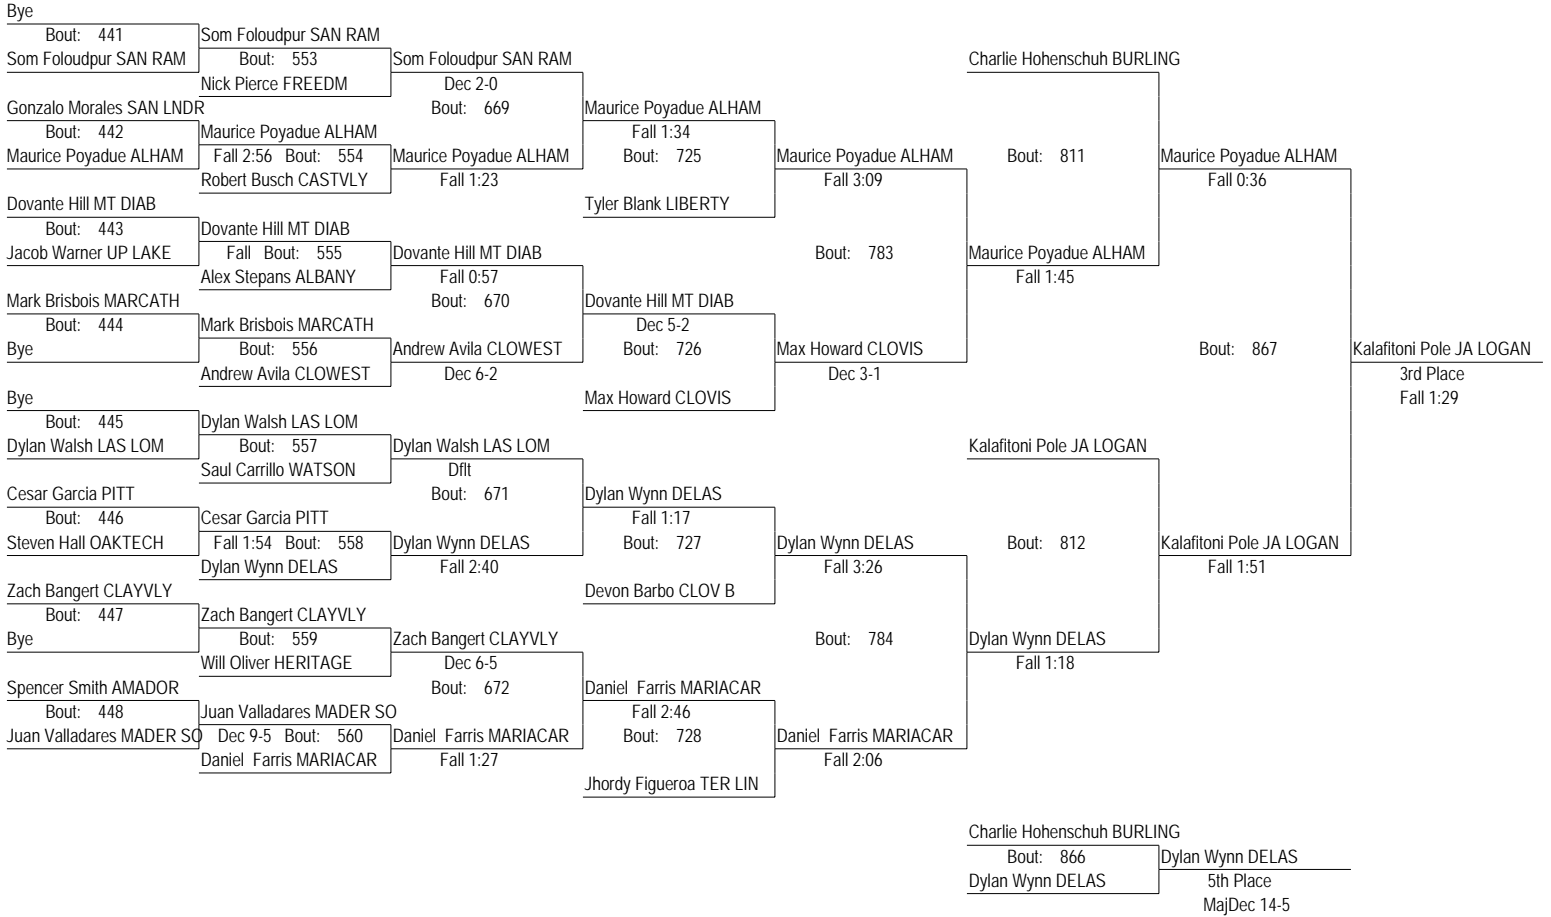 Bye
Bout: 441
Som Foloudpur SAN RAM
Gonzalo Morales SAN LNDR
Bout: 442
Maurice Poyadue ALHAM
Dovante Hill MT DIAB
Bout: 443
Jacob Warner UP LAKE
Mark Brisbois MARCATH
Bout: 444
Bye
Bye
Bout: 445
Dylan Walsh LAS LOM
Cesar Garcia PITT
Bout: 446
Steven Hall OAKTECH
Zach Bangert CLAYVLY
Bout: 447
Bye
Spencer Smith AMADOR
Bout: 448
Juan Valladares MADER SO
Som Foloudpur SAN RAM
Bout: 553
Nick Pierce FREEDM
Maurice Poyadue ALHAM
Fall 2:56 Bout: 554
Robert Busch CASTVLY
Dovante Hill MT DIAB
Fall Bout: 555
Alex Stepans ALBANY
Mark Brisbois MARCATH
Bout: 556
Andrew Avila CLOWEST
Dylan Walsh LAS LOM
Bout: 557
Saul Carrillo WATSON
Cesar Garcia PITT
Fall 1:54 Bout: 558
Dylan Wynn DELAS
Zach Bangert CLAYVLY
Bout: 559
Will Oliver HERITAGE
Juan Valladares MADER SO
Dec 9-5 Bout: 560
Daniel Farris MARIACAR
Som Foloudpur SAN RAM
Dec 2-0
Bout: 669
Maurice Poyadue ALHAM
Fall 1:23
Dovante Hill MT DIAB
Fall 0:57
Bout: 670
Andrew Avila CLOWEST
Dec 6-2
Dylan Walsh LAS LOM
Dflt
Bout: 671
Dylan Wynn DELAS
Fall 2:40
Zach Bangert CLAYVLY
Dec 6-5
Bout: 672
Daniel Farris MARIACAR
Fall 1:27
Maurice Poyadue ALHAM
Fall 1:34
Bout: 725
Tyler Blank LIBERTY
Dovante Hill MT DIAB
Dec 5-2
Bout: 726
Max Howard CLOVIS
Dylan Wynn DELAS
Fall 1:17
Bout: 727
Devon Barbo CLOV B
Daniel Farris MARIACAR
Fall 2:46
Bout: 728
Jhordy Figueroa TER LIN
Maurice Poyadue ALHAM
Fall 3:09
Bout: 783
Max Howard CLOVIS
Dec 3-1
Dylan Wynn DELAS
Fall 3:26
Bout: 784
Daniel Farris MARIACAR
Fall 2:06
Charlie Hohenschuh BURLING
Bout: 811
Maurice Poyadue ALHAM
Fall 1:45
Kalafitoni Pole JA LOGAN
Bout: 812
Dylan Wynn DELAS
Fall 1:18
Maurice Poyadue ALHAM
Fall 0:36
Bout: 867
Kalafitoni Pole JA LOGAN
Fall 1:51
Kalafitoni Pole JA LOGAN
3rd Place
Fall 1:29
Charlie Hohenschuh BURLING
Bout: 866
Dylan Wynn DELAS
Dylan Wynn DELAS
5th Place
MajDec 14-5